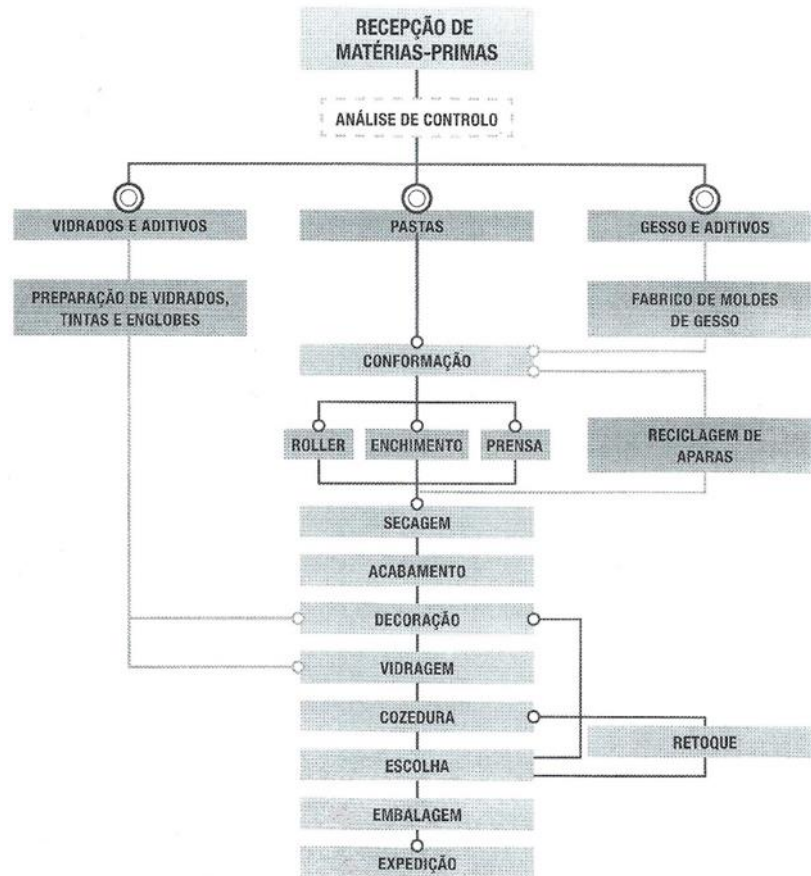 RECEPÇÃO DE
MATÉRIAS-PRIMAS
ANÁLISE DE CONTROLO
VIDRADOS E ADITIVOS
PASTAS
GESSO E ADITIVOS
PREPARAÇÃO DE VIDRADOS,
TINTAS E ENGLOBES
FABRICO DE MOLDES
DE GESSO
CONFORMAÇÃO
ROLLER
ENCHIMENTO
PRENSA
RECICLAGEM DE
APARAS
SECAGEM
ACABAMENTO
DECORAÇÃO
VIDRAGEM
COZEDURA
RETOQUE
ESCOLHA
EMBALAGEM
EXPEDIÇÃO